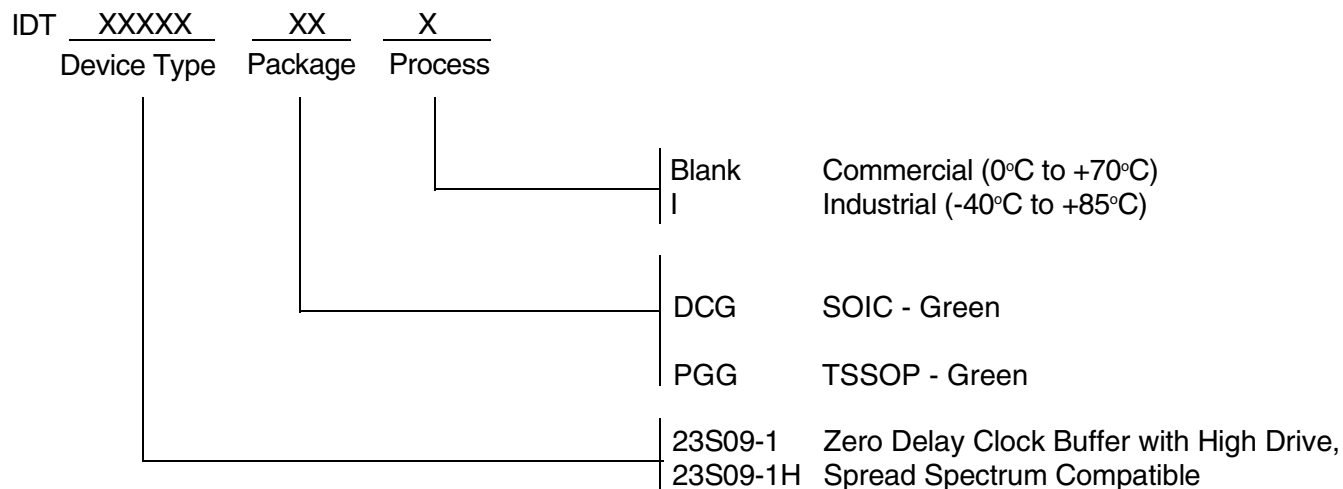 IDT XXXXX XX X
Device Type Package Process
Blank Commercial (0°C to +70°C)
I Industrial (-40°C to +85°C)
DCG SOIC - Green
PGG TSSOP - Green
23S09-1 Zero Delay Clock Buffer with High Drive,
23S09-1H Spread Spectrum Compatible